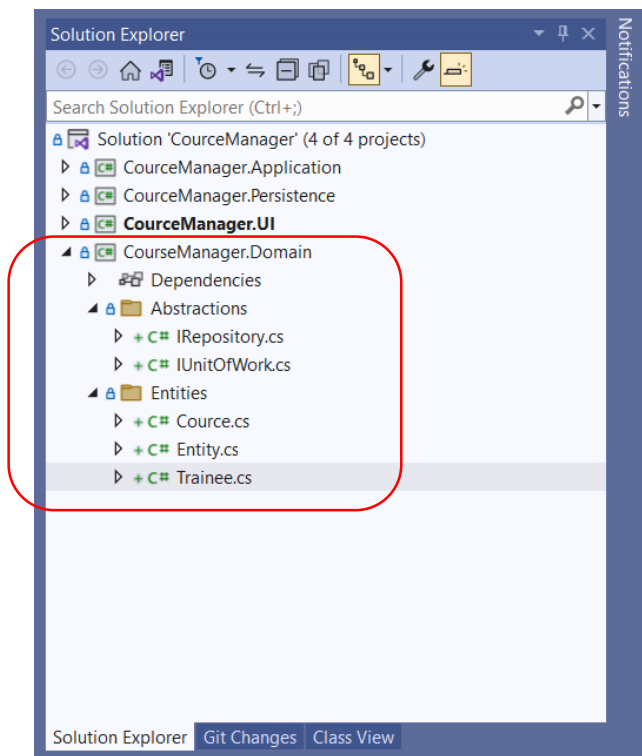 Solution Explorer
Notifications
Search Solution Explorer (Ctrl+;)
Solution 'CourceManager' (4 of 4 projects)
C# CourceManager.Application
C# CourceManager.Persistence
C# CourceManager.UI
C# CourseManager.Domain
Dependencies
Abstractions
+ C# IRepository.cs
+ C# IUnitOfWork.cs
Entities
+ C# Cource.cs
+ C# Entity.cs
+ C# Trainee.cs
Solution Explorer Git Changes Class View